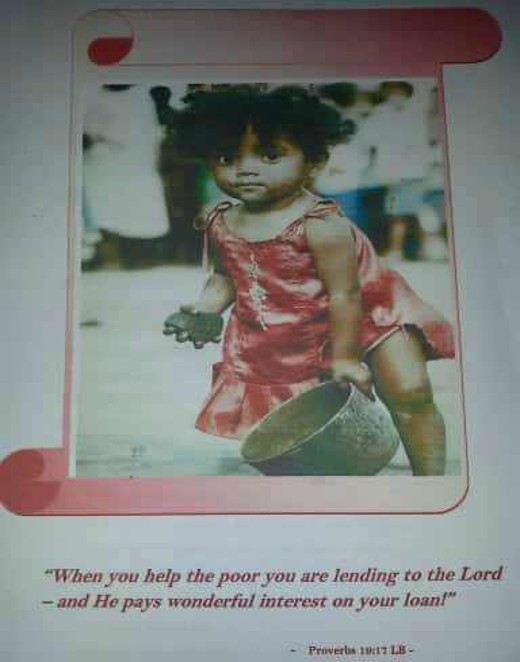 “When you help the poor you are lending to the Lord
– and He pays wonderful interest on your loan!”
- Proverbs 19:17 LB -